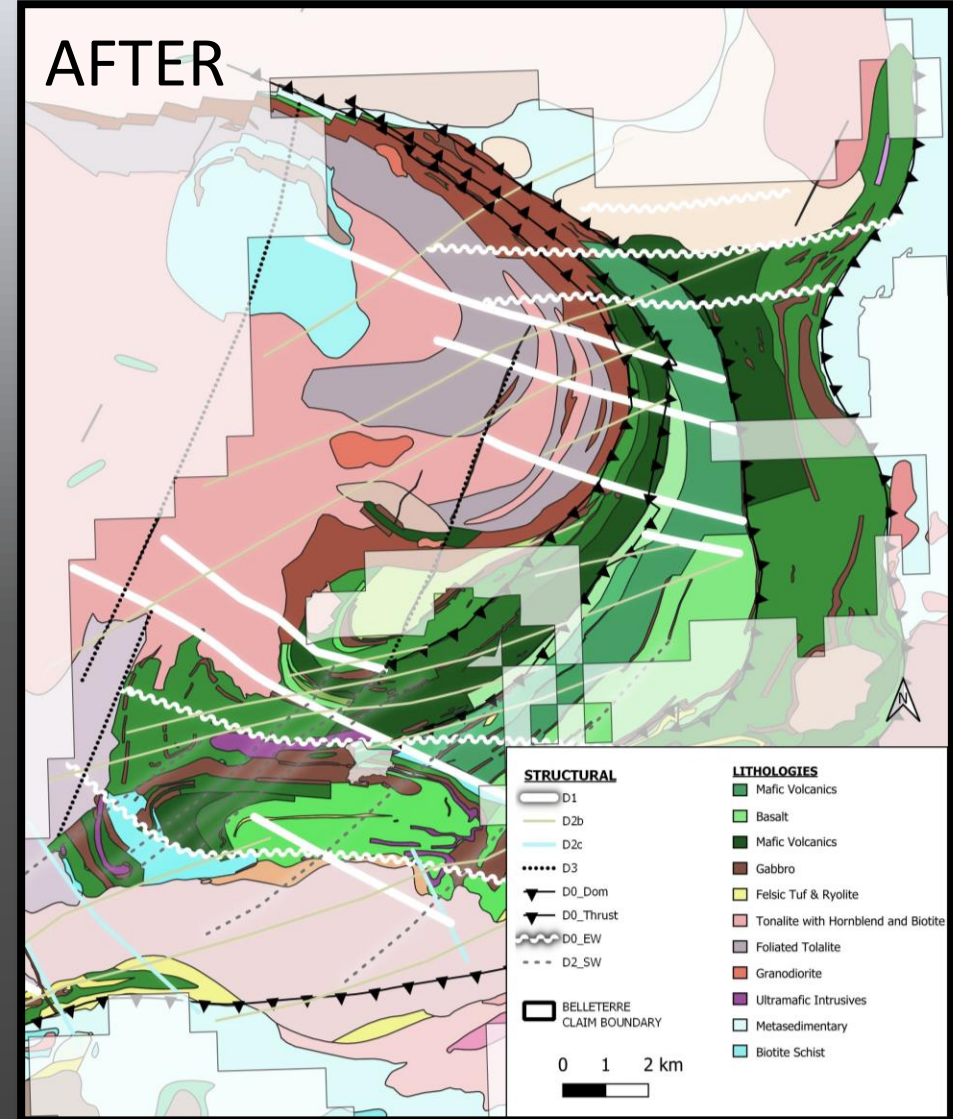 AFTER
N
STRUCTURAL
D1
D2b
D2c
D3
D0_Dom
D0_Thrust
D0_EW
D2_SW
BELLETERRE
CLAIM BOUNDARY
0 1 2 km
LITHOLOGIES
Mafic Volcanics
Basalt
Mafic Volcanics
Gabbro
Felsic Tuf & Ryolite
Tonalite with Hornblend and Biotite
Foliated Tolalite
Granodiorite
Ultramafic Intrusives
Metasedimentary
Biotite Schist